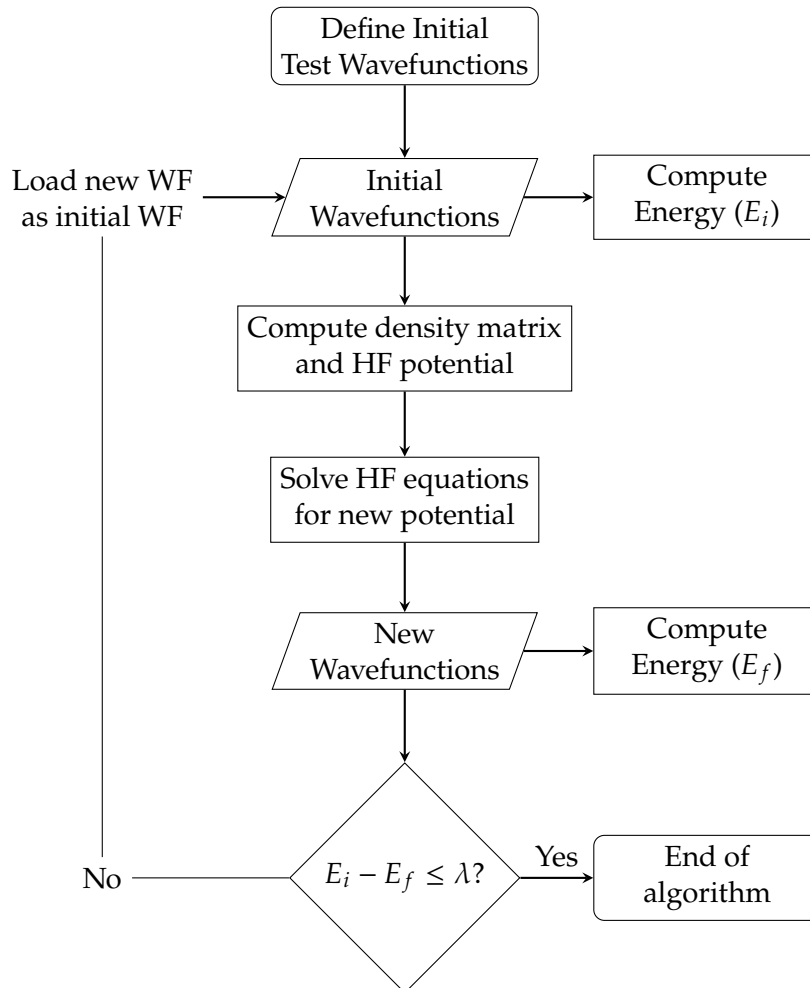 Define Initial
Test Wavefunctions
Load new WF
as initial WF
Initial
Wavefunctions
Compute
Energy (E_i)
Compute density matrix
and HF potential
Solve HF equations
for new potential
New
Wavefunctions
Compute
Energy (E_f)
No
E_i − E_f ≤ λ?
Yes
End of
algorithm